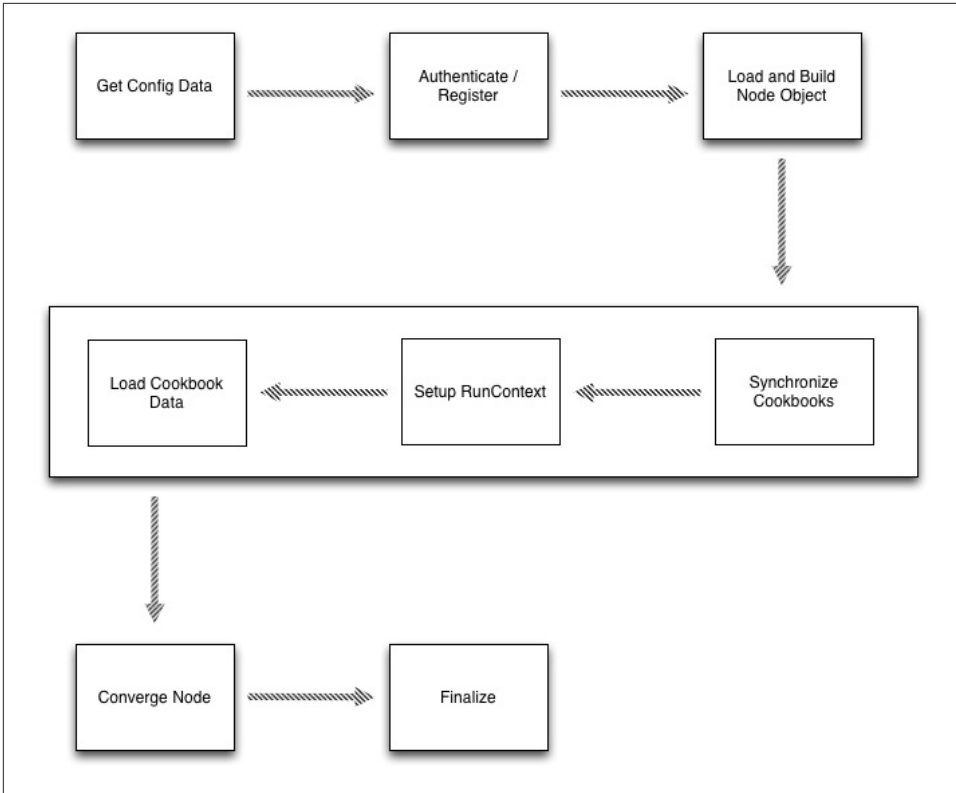 Get Config Data
Authenticate /
Register
Load and Build
Node Object
Load Cookbook
Data
Setup RunContext
Synchronize
Cookbooks
Converge Node
Finalize